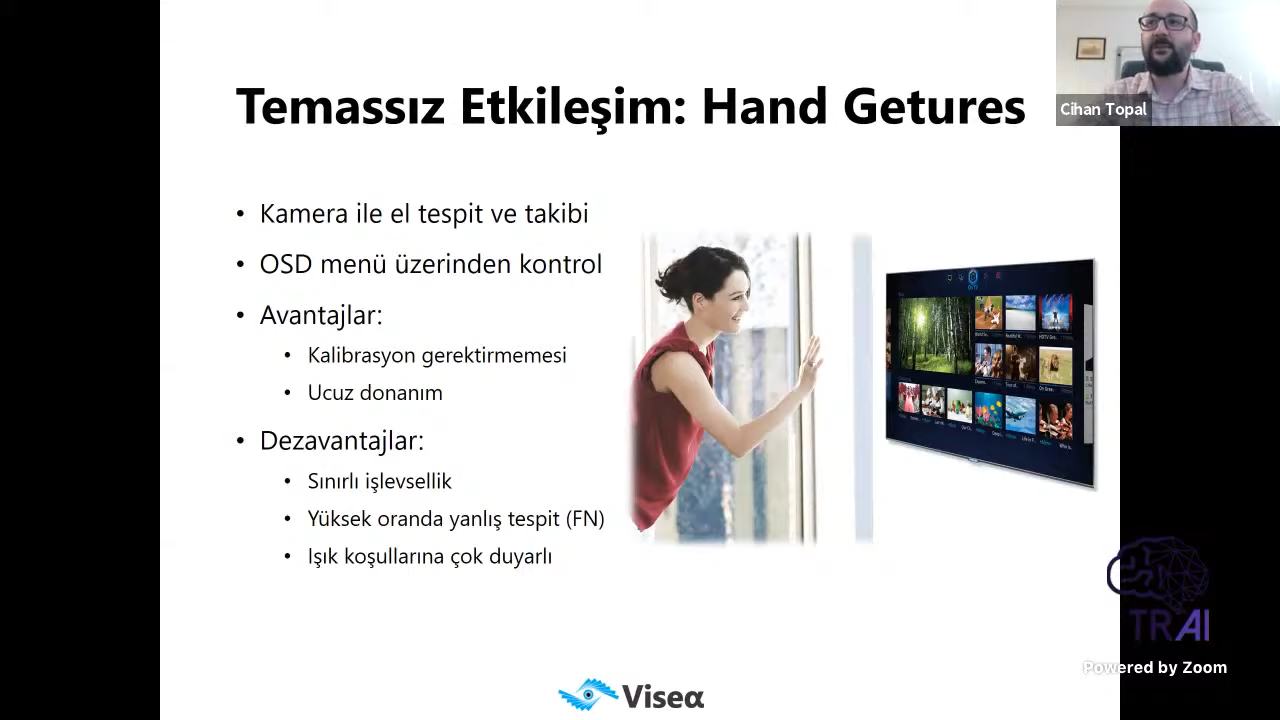 Temassız Etkileşim: Hand Getures
Cihan Topal
• Kamera ile el tespit ve takibi
• OSD menü üzerinden kontrol
• Avantajlar:
• Kalibrasyon gerektirmemesi
• Ucuz donanım
• Dezavantajlar:
• Sınırlı işlevsellik
• Yüksek oranda yanlış tespit (FN)
• Işık koşullarına çok duyarlı
TRAI
Powered by Zoom
Visea